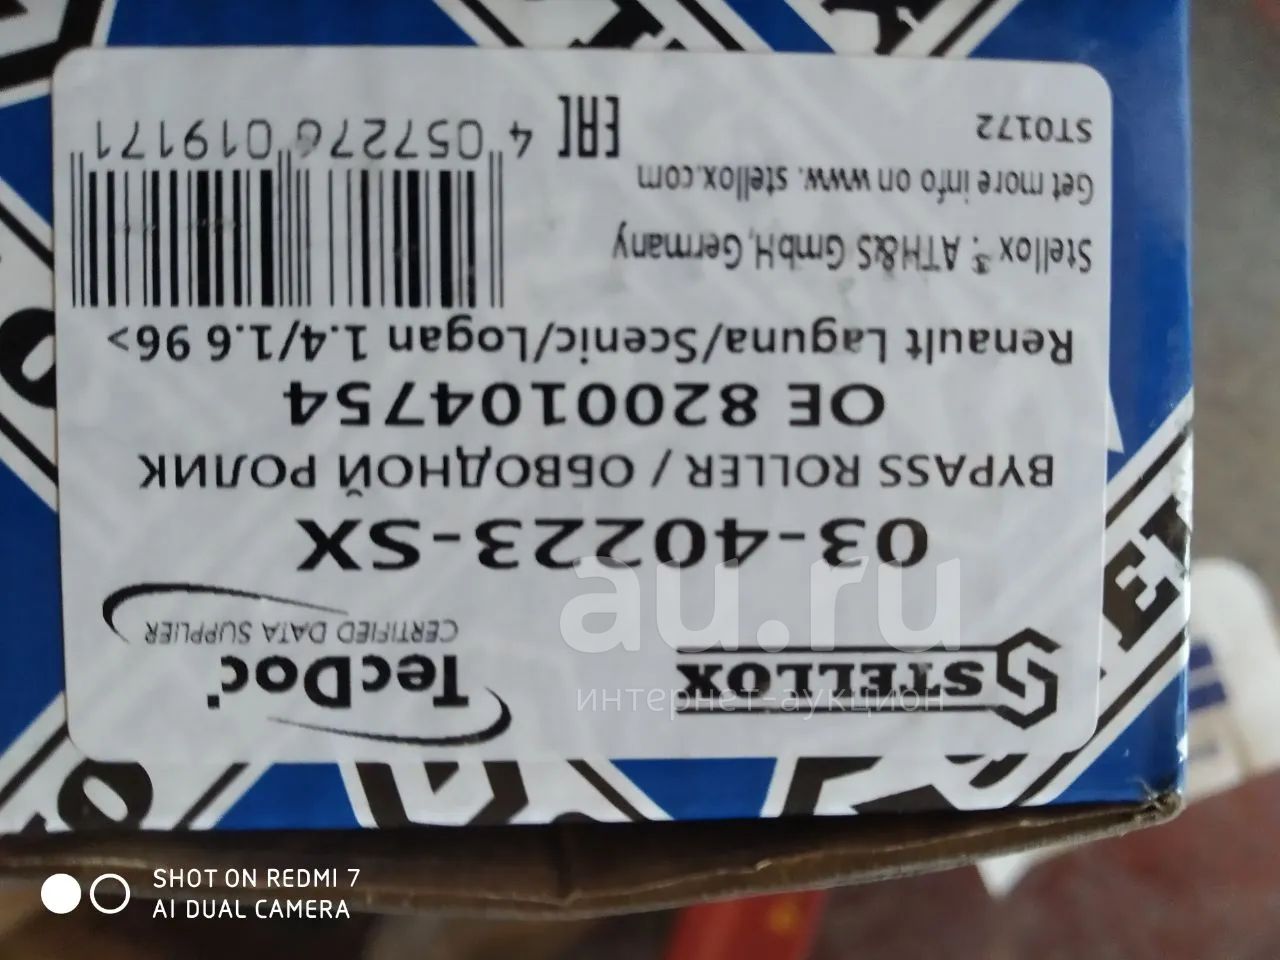 STELLOX
TecDoc
CERTIFIED DATA SUPPLIER
03-40223-SX
BYPASS ROLLER / ОБВОДНОЙ РОЛИК
OE 8200104754
Renault Laguna/Scenic/Logan 1.4/1.6 96>
Stellox. ATH&S GmbH, Germany
Get more info on www. stellox.com
ST0172
EAC
4 057276 019171
au.ru
интернет-аукцион
SHOT ON REDMI 7
AI DUAL CAMERA